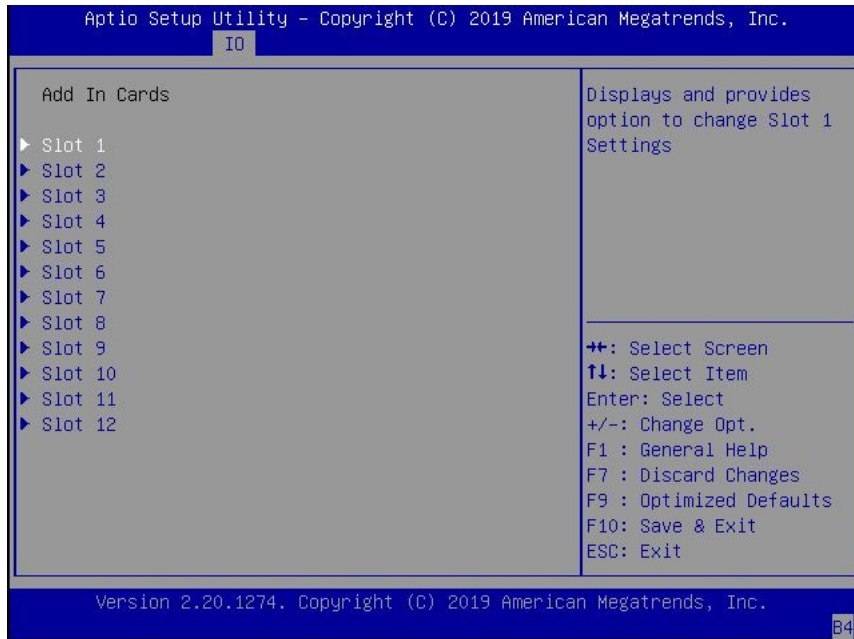 Aptio Setup Utility – Copyright (C) 2019 American Megatrends, Inc.
IO
Add In Cards
▶ Slot 1
▶ Slot 2
▶ Slot 3
▶ Slot 4
▶ Slot 5
▶ Slot 6
▶ Slot 7
▶ Slot 8
▶ Slot 9
▶ Slot 10
▶ Slot 11
▶ Slot 12
Displays and provides
option to change Slot 1
Settings
→←: Select Screen
↑↓: Select Item
Enter: Select
+/-: Change Opt.
F1 : General Help
F7 : Discard Changes
F9 : Optimized Defaults
F10: Save & Exit
ESC: Exit
Version 2.20.1274. Copyright (C) 2019 American Megatrends, Inc.
B4